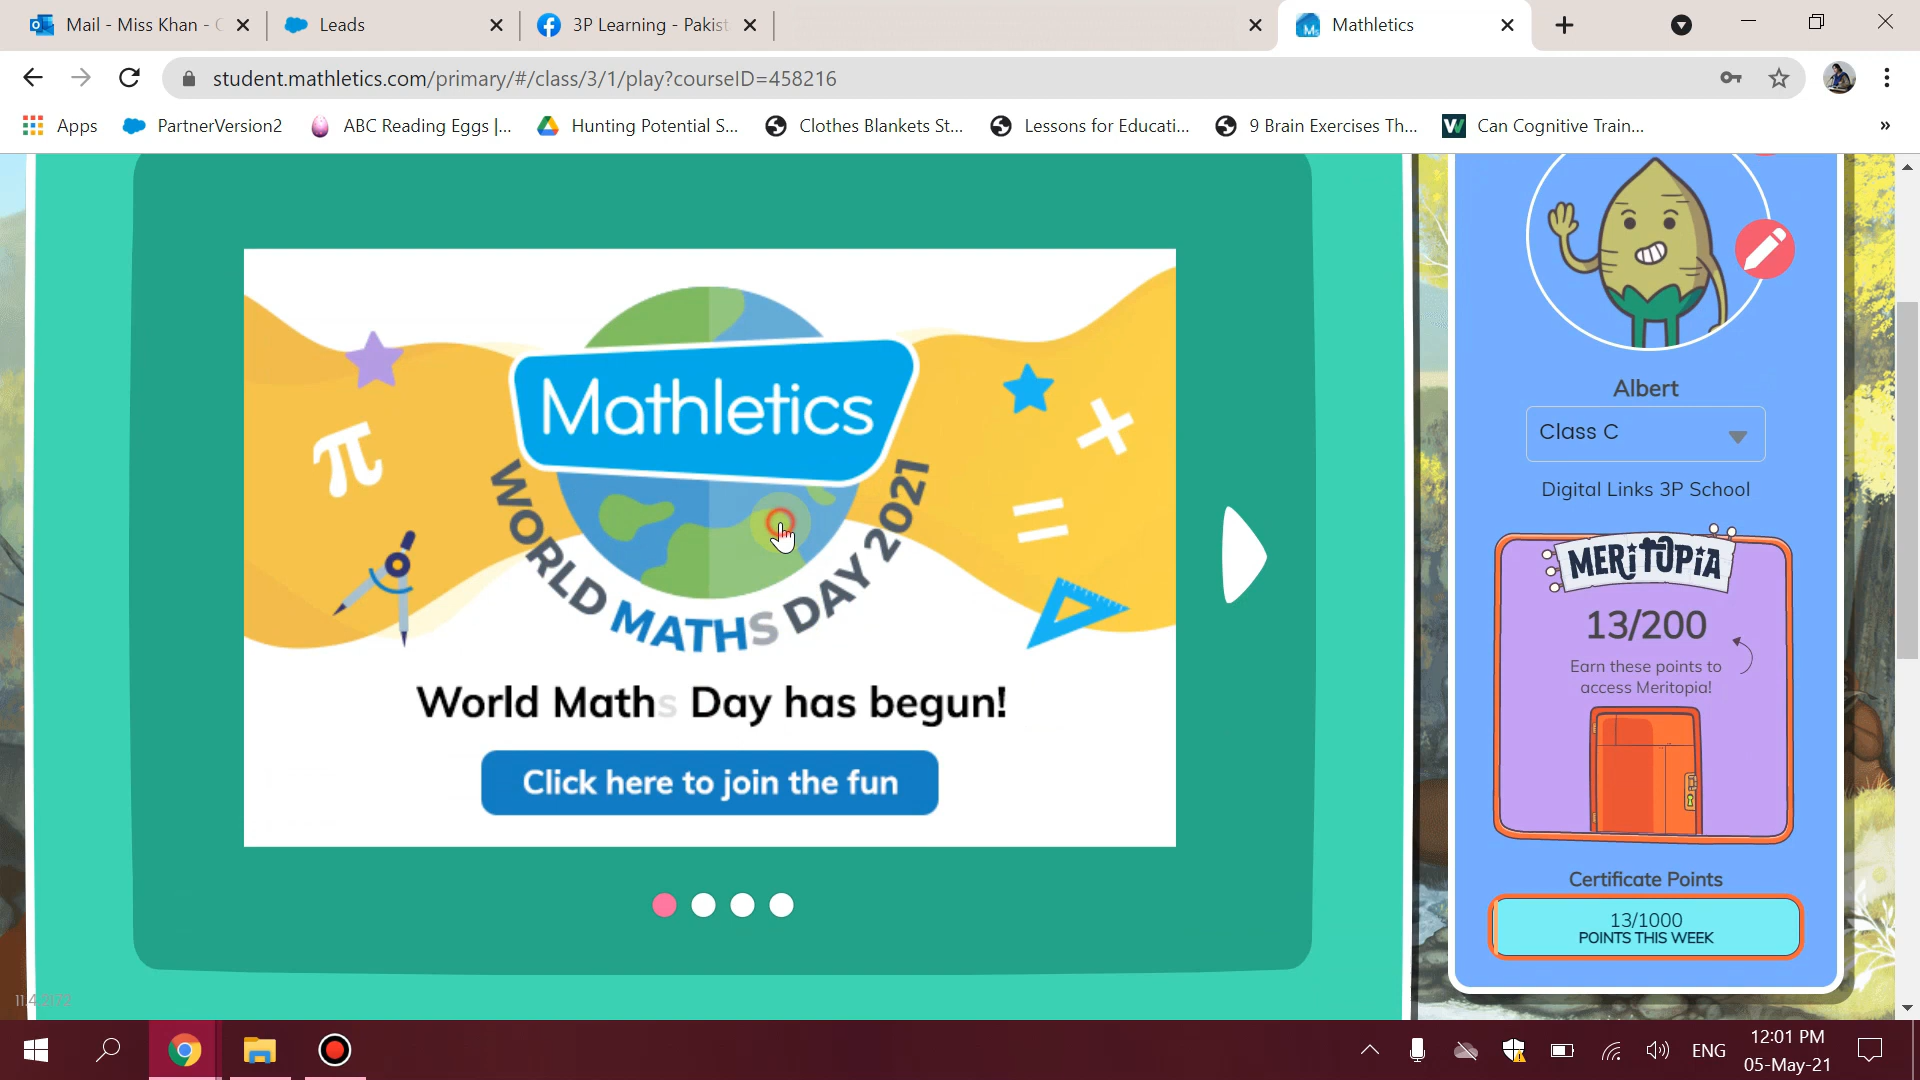 Mail - Miss Khan - O
Leads
3P Learning - Pakist
Mathletics
student.mathletics.com/primary/#/class/3/1/play?courseID=458216
Apps
PartnerVersion2
ABC Reading Eggs |...
Hunting Potential S...
Clothes Blankets St...
Lessons for Educati...
9 Brain Exercises Th...
Can Cognitive Train...
Mathletics
WORLD MATHS DAY 2021
π
+
=
World Maths Day has begun!
Click here to join the fun
Albert
Class C
Digital Links 3P School
MERITOPIA
13/200
Earn these points to
access Meritopia!
Certificate Points
13/1000
POINTS THIS WEEK
ENG
12:01 PM
05-May-21